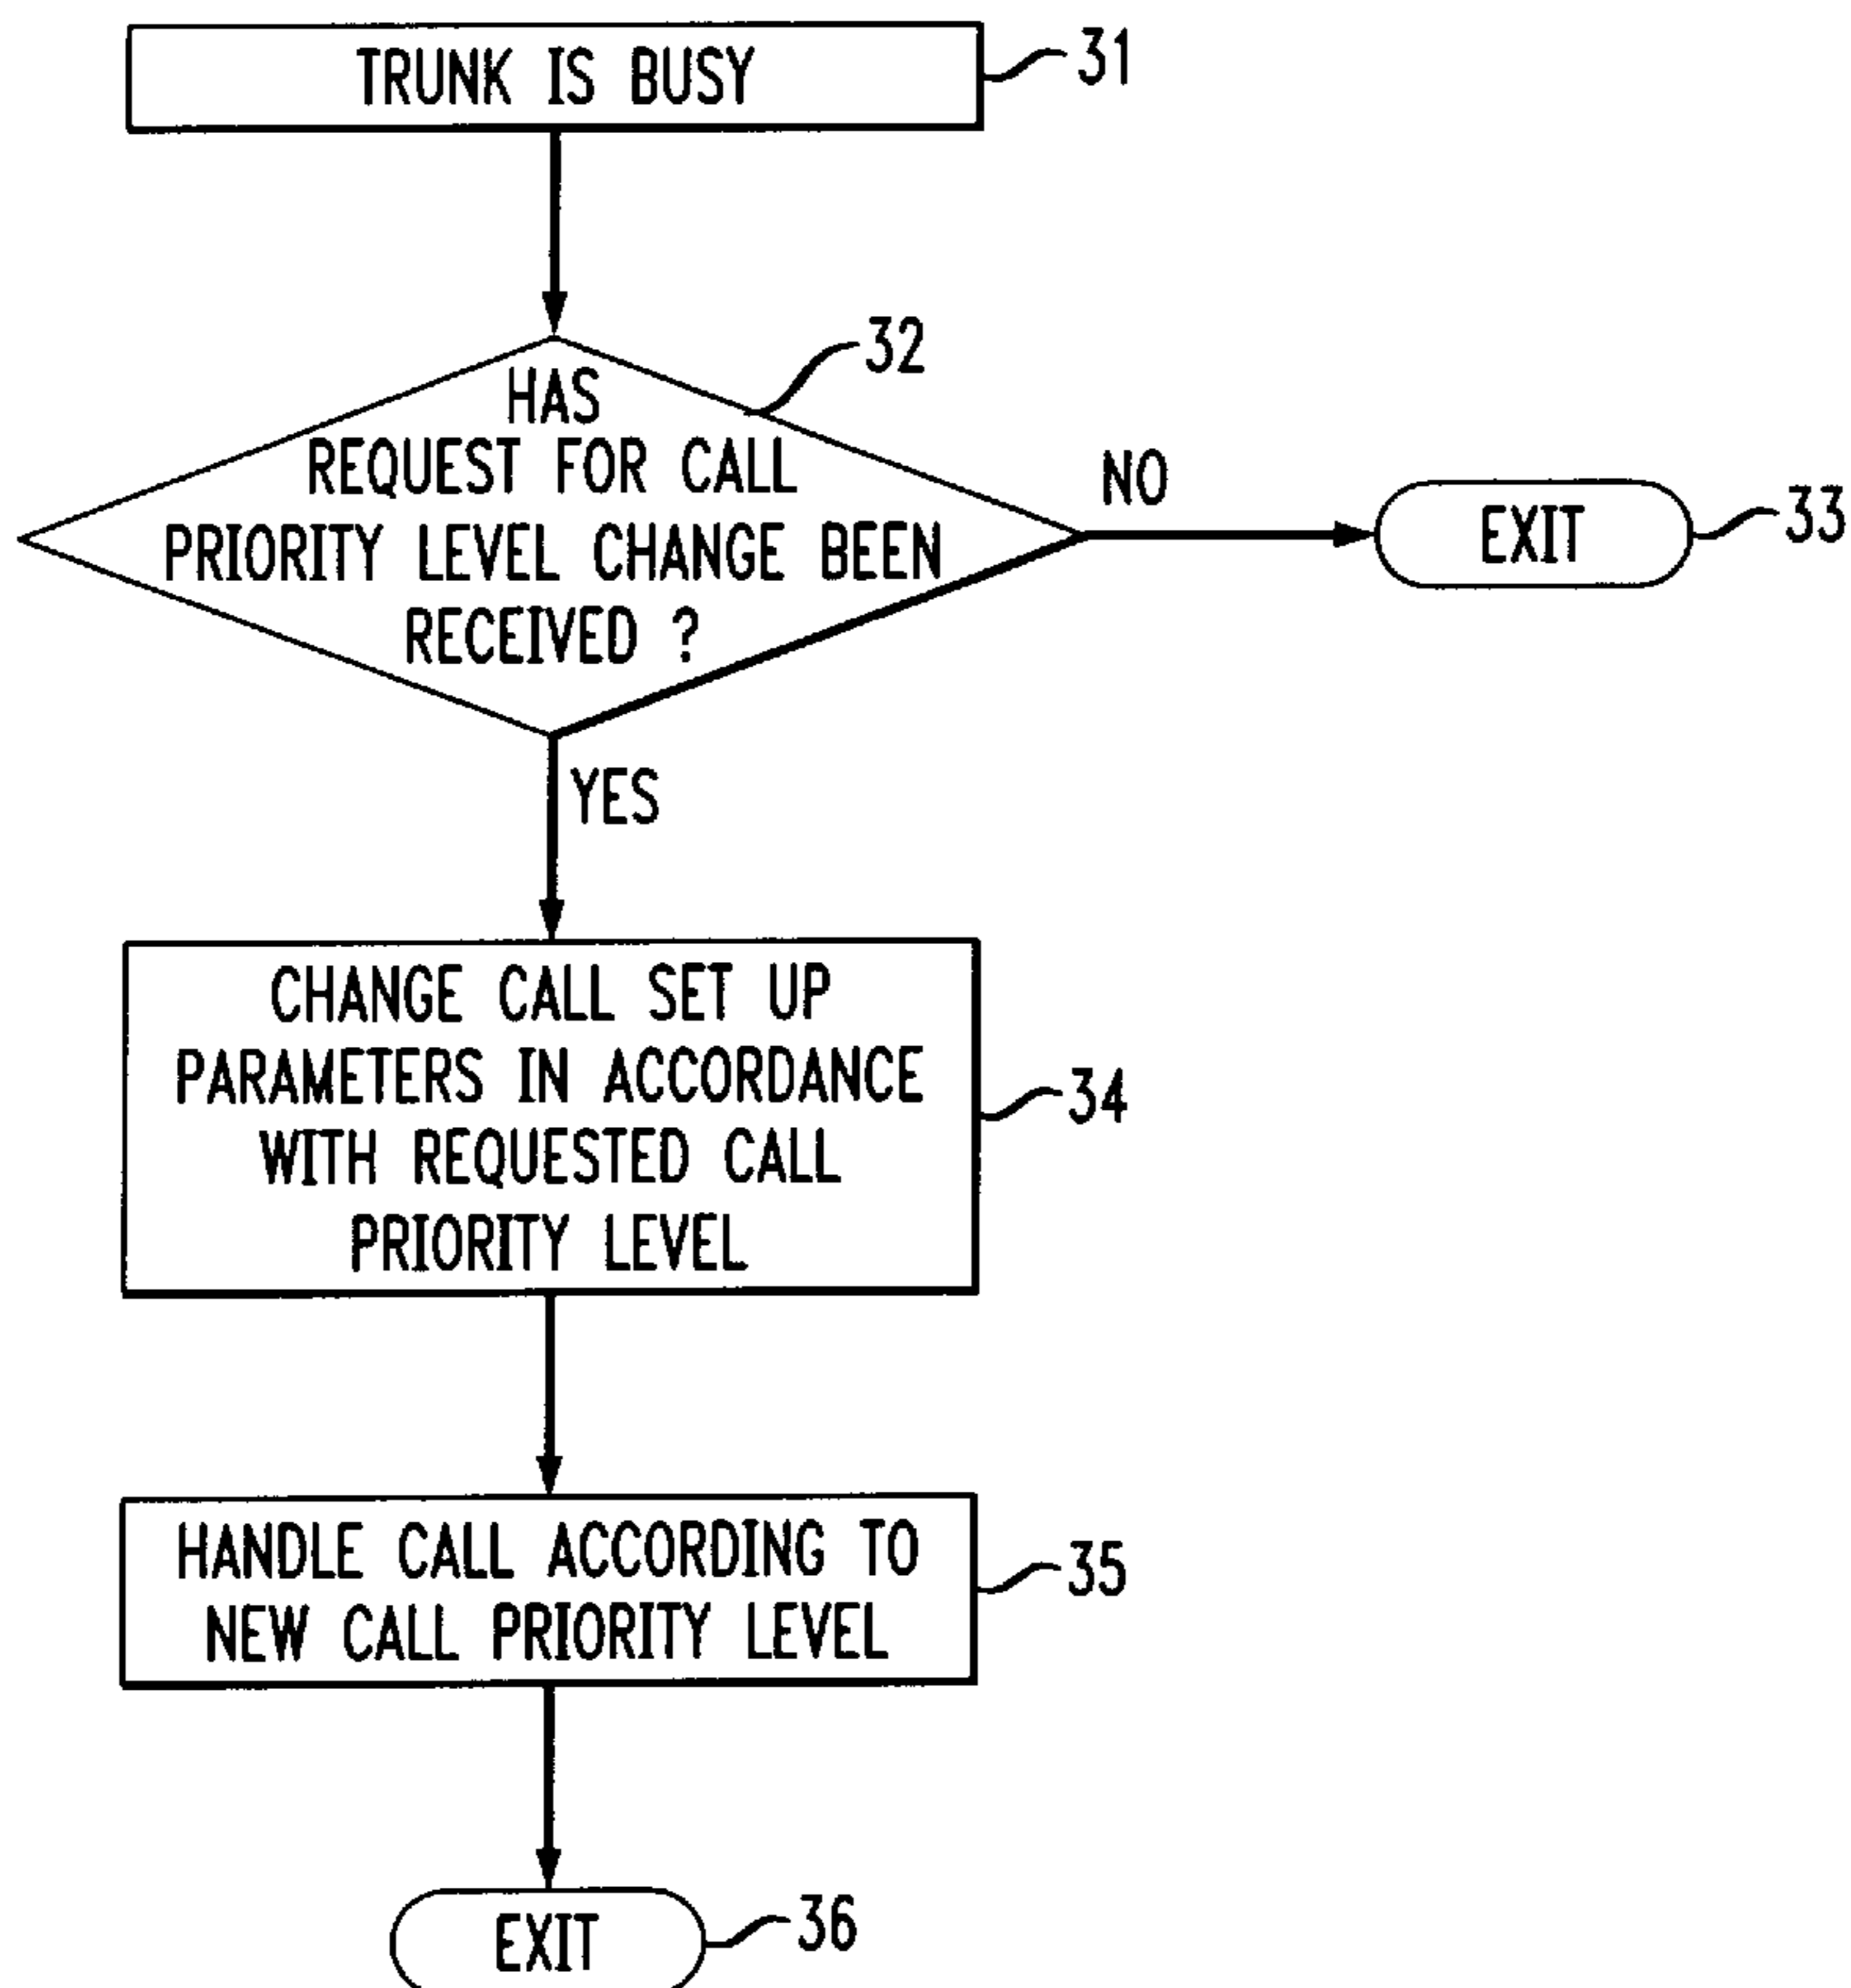 TRUNK IS BUSY
31
32
HAS
REQUEST FOR CALL
PRIORITY LEVEL CHANGE BEEN
RECEIVED ?
NO
EXIT
33
YES
CHANGE CALL SET UP
PARAMETERS IN ACCORDANCE
WITH REQUESTED CALL
PRIORITY LEVEL
34
HANDLE CALL ACCORDING TO
NEW CALL PRIORITY LEVEL
35
EXIT
36